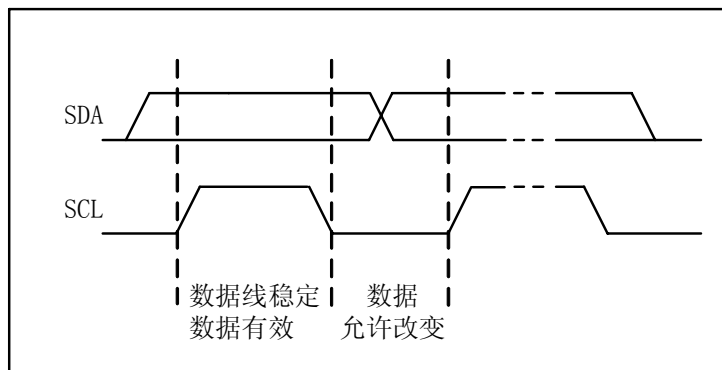 SDA
SCL
数据线稳定
数据有效
数据
允许改变